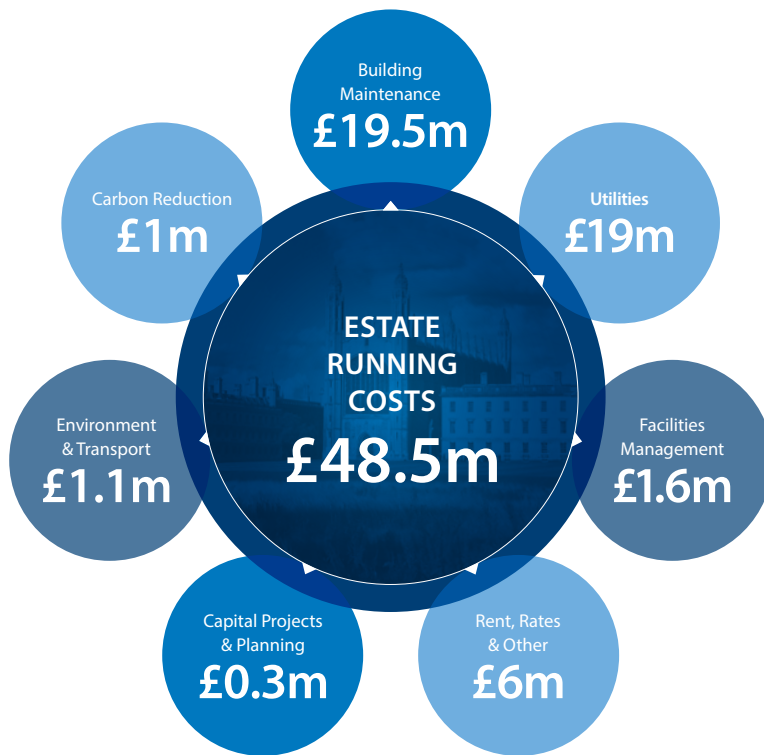 Building
Maintenance
£19.5m
Utilities
£19m
Facilities
Management
£1.6m
Rent, Rates
& Other
£6m
Capital Projects
& Planning
£0.3m
Environment
& Transport
£1.1m
Carbon Reduction
£1m
ESTATE
RUNNING
COSTS
£48.5m